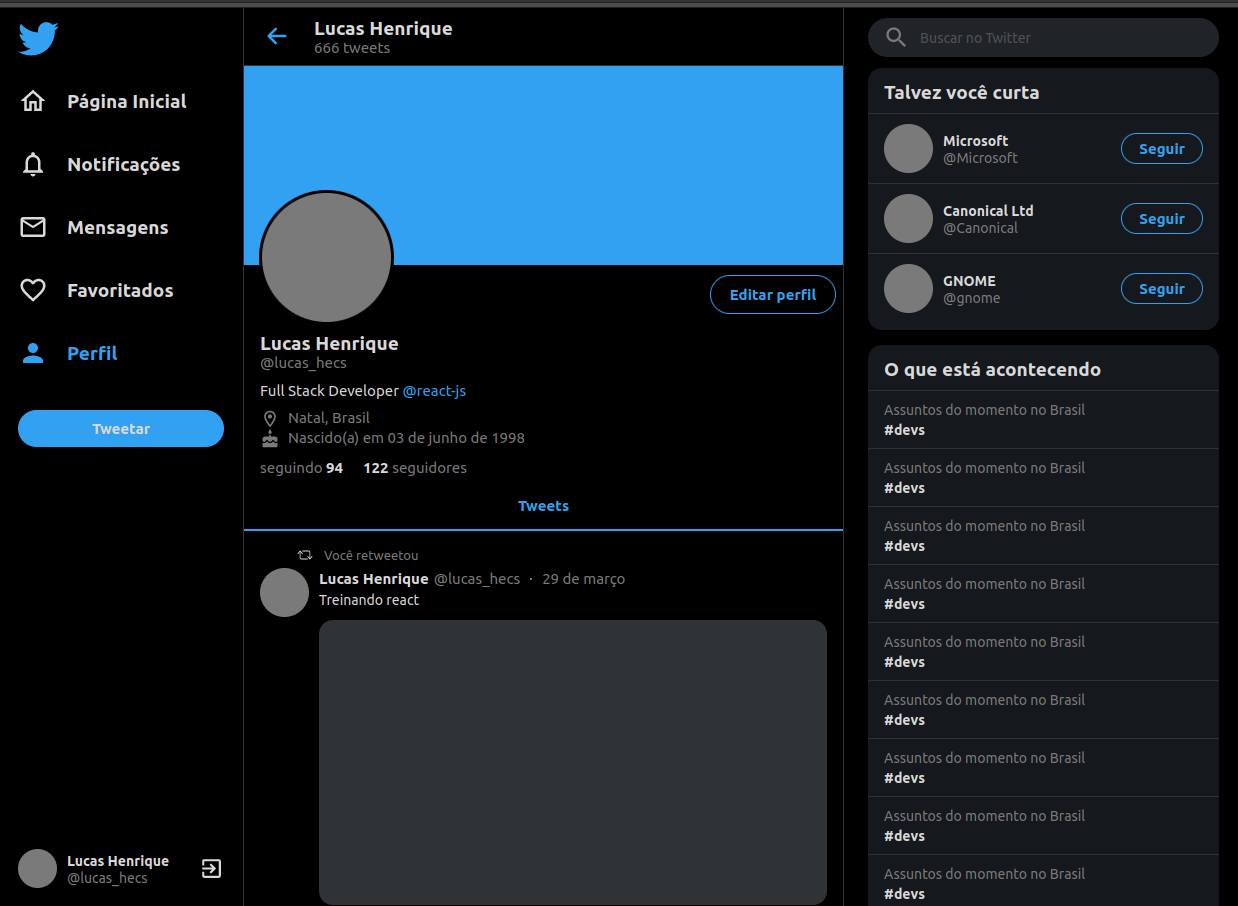 Página Inicial
Notificações
Mensagens
Favoritados
Perfil
Tweetar
Lucas Henrique
@lucas_hecs
Lucas Henrique
666 tweets
Editar perfil
Lucas Henrique
@lucas_hecs
Full Stack Developer @react-js
Natal, Brasil
Nascido(a) em 03 de junho de 1998
seguindo 94 122 seguidores
Tweets
Você retweetou
Lucas Henrique @lucas_hecs · 29 de março
Treinando react
Buscar no Twitter
Talvez você curta
Microsoft
@Microsoft
Seguir
Canonical Ltd
@Canonical
Seguir
GNOME
@gnome
Seguir
O que está acontecendo
Assuntos do momento no Brasil
#devs
Assuntos do momento no Brasil
#devs
Assuntos do momento no Brasil
#devs
Assuntos do momento no Brasil
#devs
Assuntos do momento no Brasil
#devs
Assuntos do momento no Brasil
#devs
Assuntos do momento no Brasil
#devs
Assuntos do momento no Brasil
#devs
Assuntos do momento no Brasil
#devs